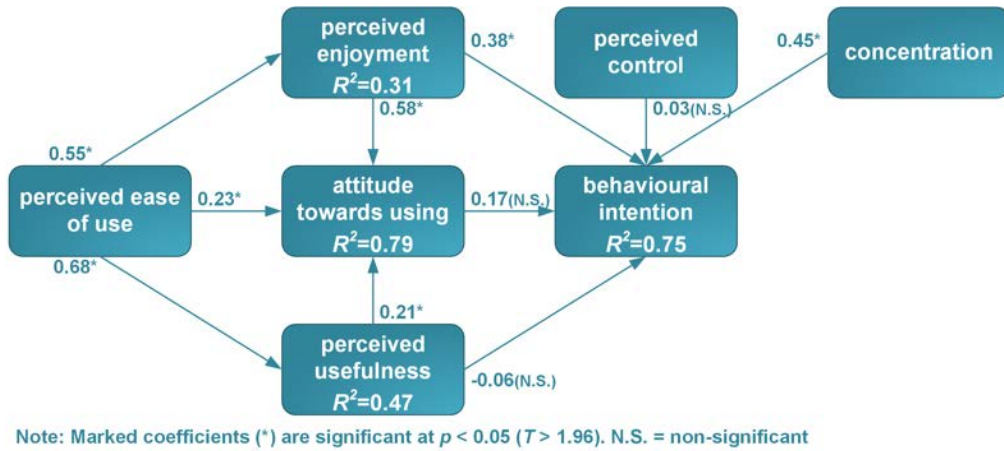 perceived
enjoyment
R²=0.31
0.38*
perceived
control
0.45*
concentration
0.58*
0.03(N.S.)
0.55*
perceived ease
of use
0.23*
attitude
towards using
R²=0.79
0.17(N.S.)
behavioural
intention
R²=0.75
0.68*
0.21*
perceived
usefulness
R²=0.47
-0.06(N.S.)
Note: Marked coefficients (*) are significant at p < 0.05 (T > 1.96). N.S. = non-significant